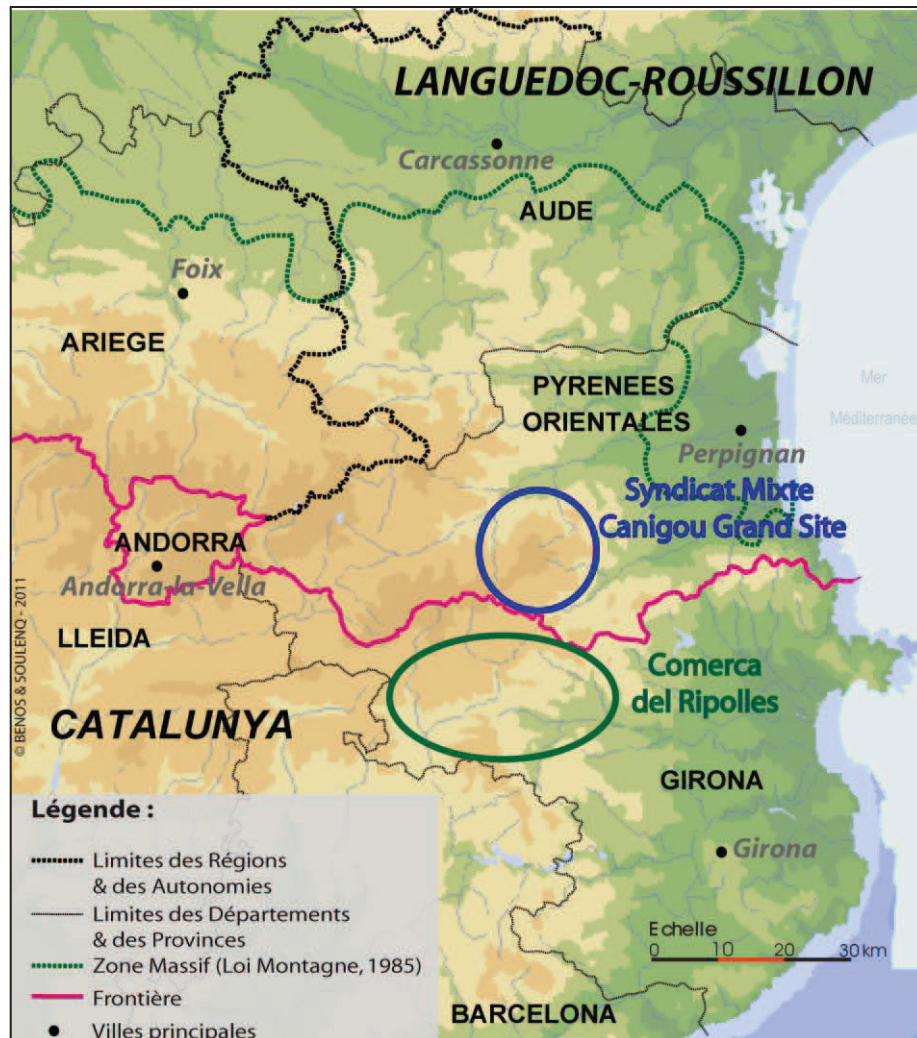 LANGUEDOC-ROUSSILLON
Carcassonne
AUDE
Foix
ARIEGE
PYRENEES
ORIENTALES
Mer
Méditerranée
Perpignan
Syndicat Mixte
Canigou Grand Site
ANDORRA
Andorra-la-Vella
LLEIDA
Comerca
del Ripolles
CATALUNYA
GIRONA
Girona
© BENOS & SOULENQ - 2011
Légende :
Limites des Régions
& des Autonomies
Limites des Départements
& des Provinces
Zone Massif (Loi Montagne, 1985)
Frontière
Villes principales
Echelle
0 10 20 30 km
BARCELONA